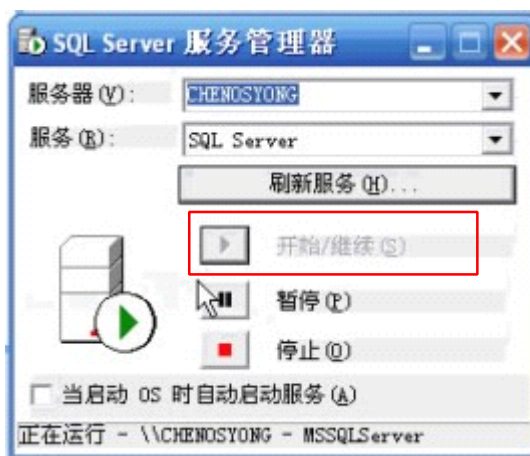 SQL Server 服务管理器
服务器(V): CHENOSYONG
服务(R): SQL Server
刷新服务(H)...
开始/继续(S)
暂停(P)
停止(O)
当启动 OS 时自动启动服务(A)
正在运行 - \\CHENOSYONG - MSSQLServer